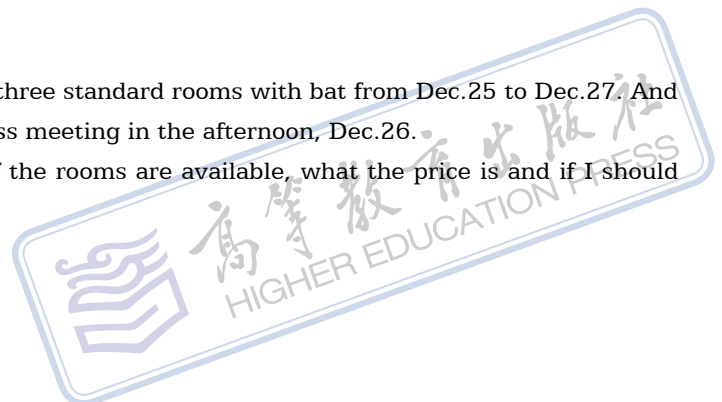 three standard rooms with bat from Dec.25 to Dec.27. And
ss meeting in the afternoon, Dec.26.
the rooms are available, what the price is and if I should
高等教育出版社
HIGHER EDUCATION PRESS